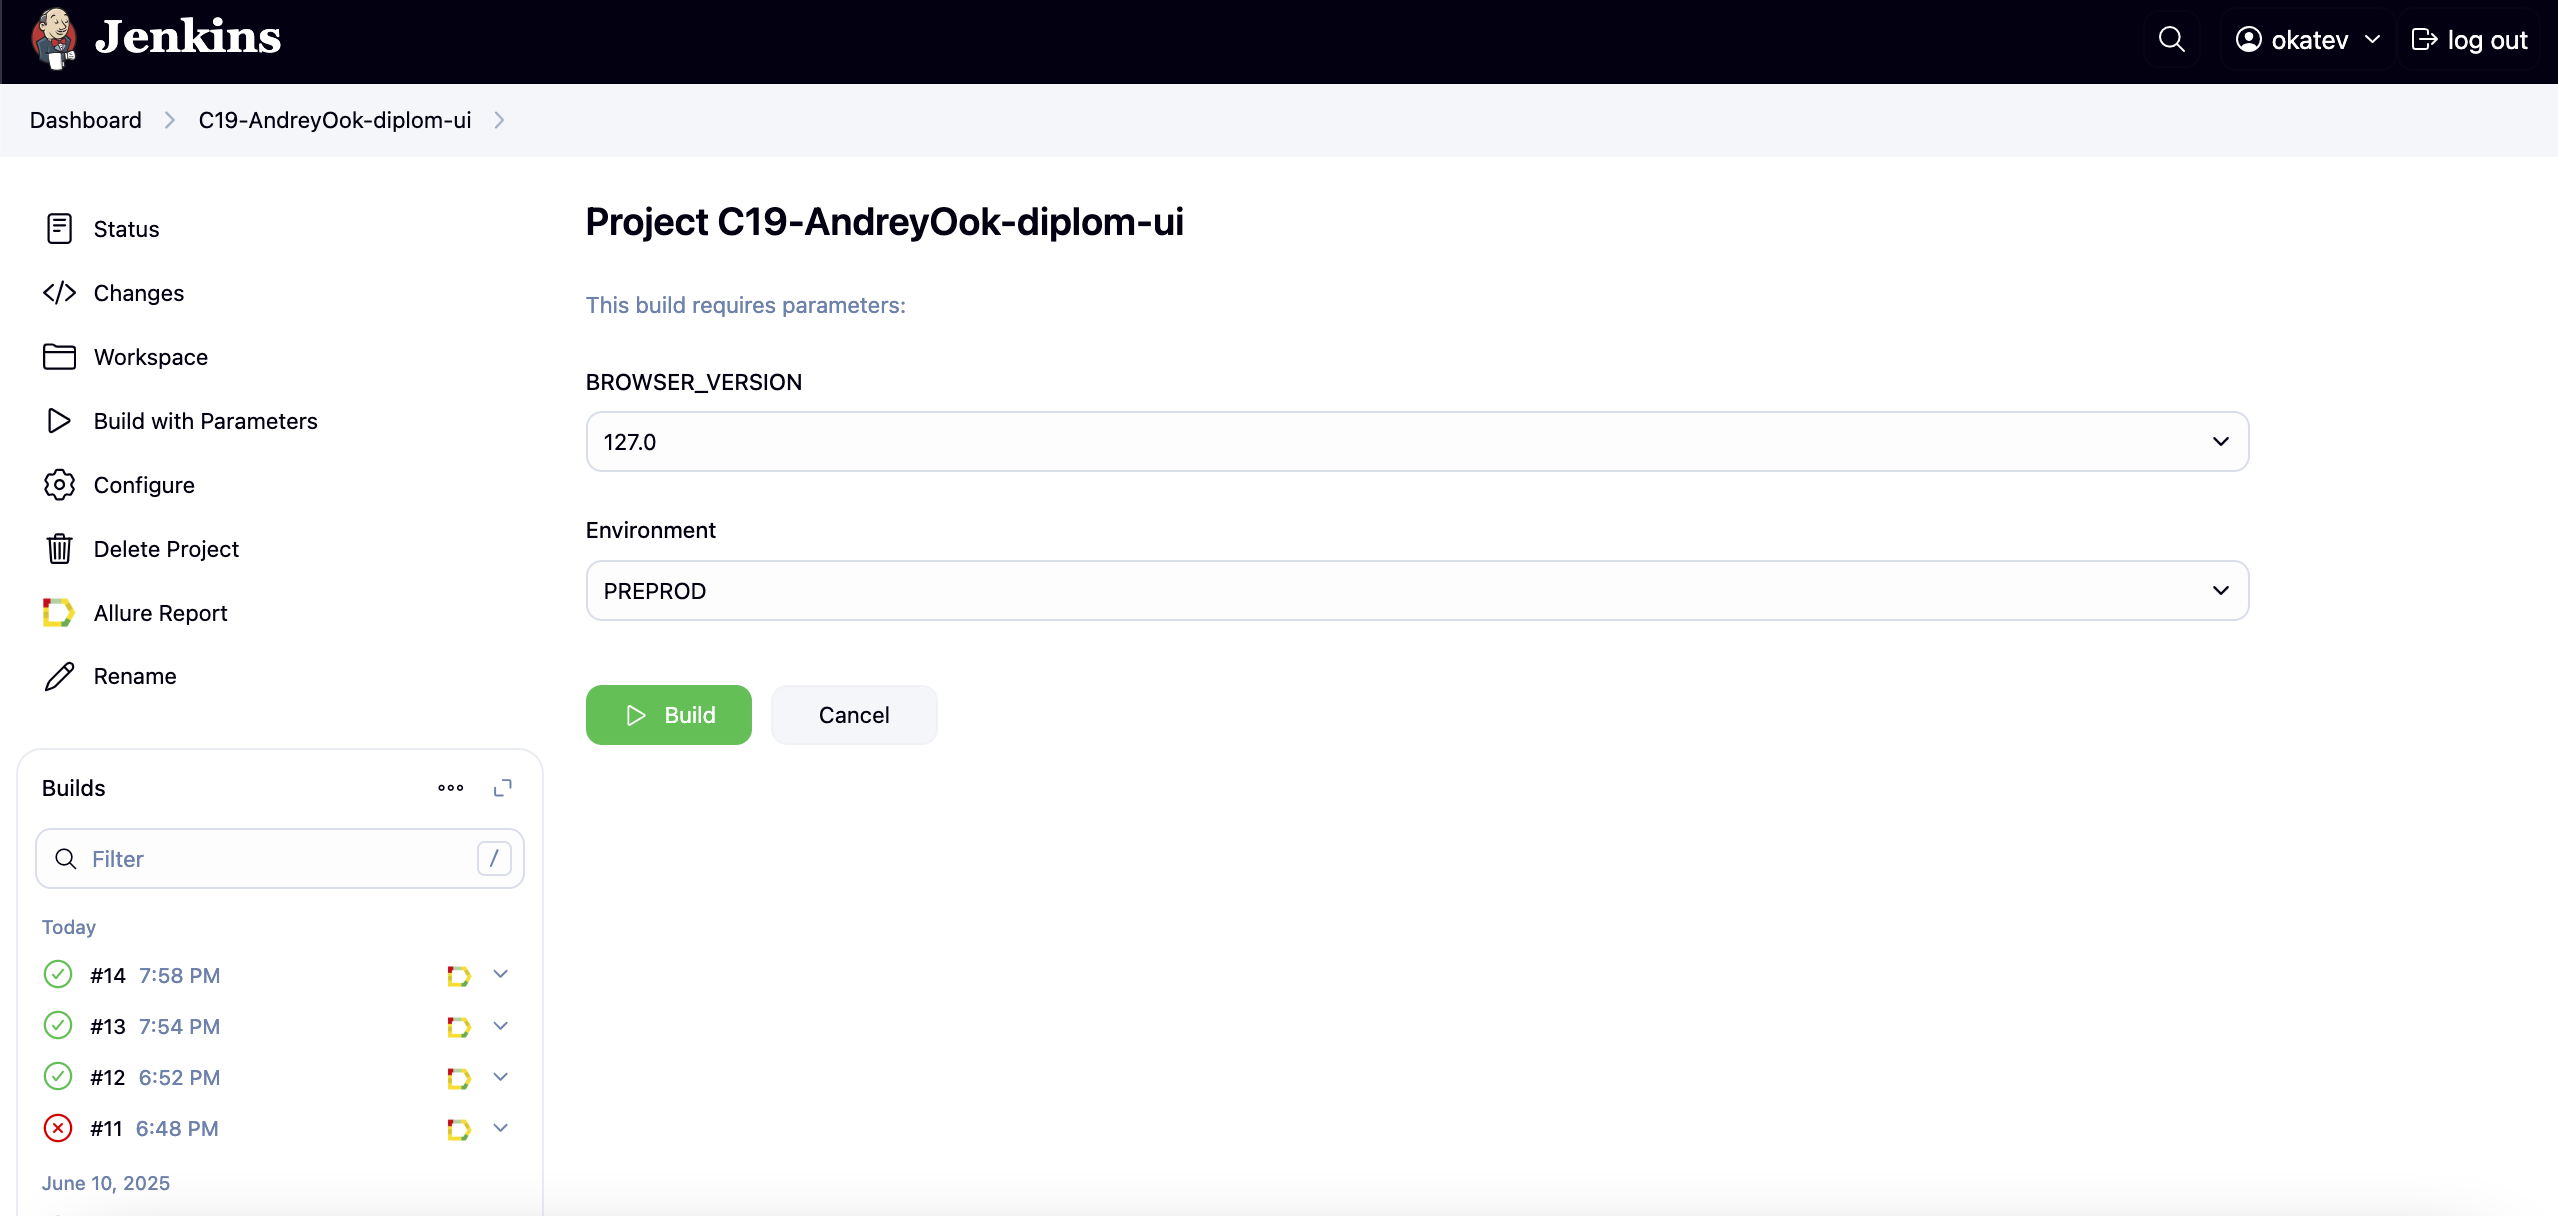 Jenkins
okatev
log out
Dashboard
C19-AndreyOok-diplom-ui
Status
Changes
Workspace
Build with Parameters
Configure
Delete Project
Allure Report
Rename
Project C19-AndreyOok-diplom-ui
This build requires parameters:
BROWSER_VERSION
127.0
Environment
PREPROD
Build
Cancel
Builds
Filter /
Today
#14 7:58 PM
#13 7:54 PM
#12 6:52 PM
#11 6:48 PM
June 10, 2025